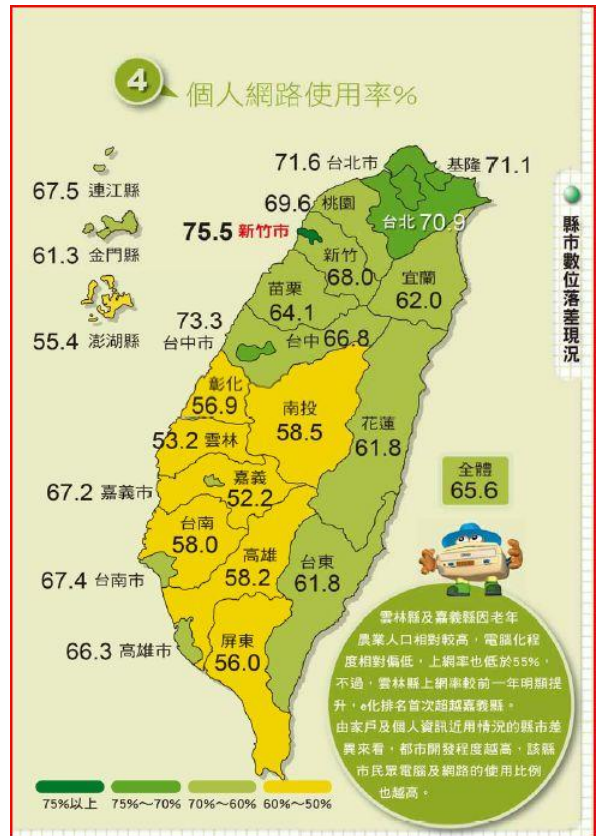 4 個人網路使用率%
71.6 台北市
基隆 71.1
67.5 連江縣
69.6 桃園
台北 70.9
75.5 新竹市
61.3 金門縣
新竹
68.0
宜蘭
62.0
苗栗
64.1
73.3
台中市
台中 66.8
55.4 澎湖縣
彰化
56.9
南投
58.5
花蓮
61.8
53.2 雲林
67.2 嘉義市
嘉義
52.2
全體
65.6
台南
58.0
高雄
58.2
台東
61.8
67.4 台南市
66.3 高雄市
屏東
56.0
縣市數位落差現況
雲林縣及嘉義縣因老年
農業人口相對較高，電腦化程
度相對偏低，上網率也低於55%，
不過，雲林縣上網率較前一年明顯提
升，e化排名首次超越嘉義縣。
由家戶及個人資訊近用情況的縣市差
異來看，都市開發程度越高，該縣
市民眾電腦及網路的使用比例
也越高。
75%以上
75%～70%
70%～60%
60%～50%